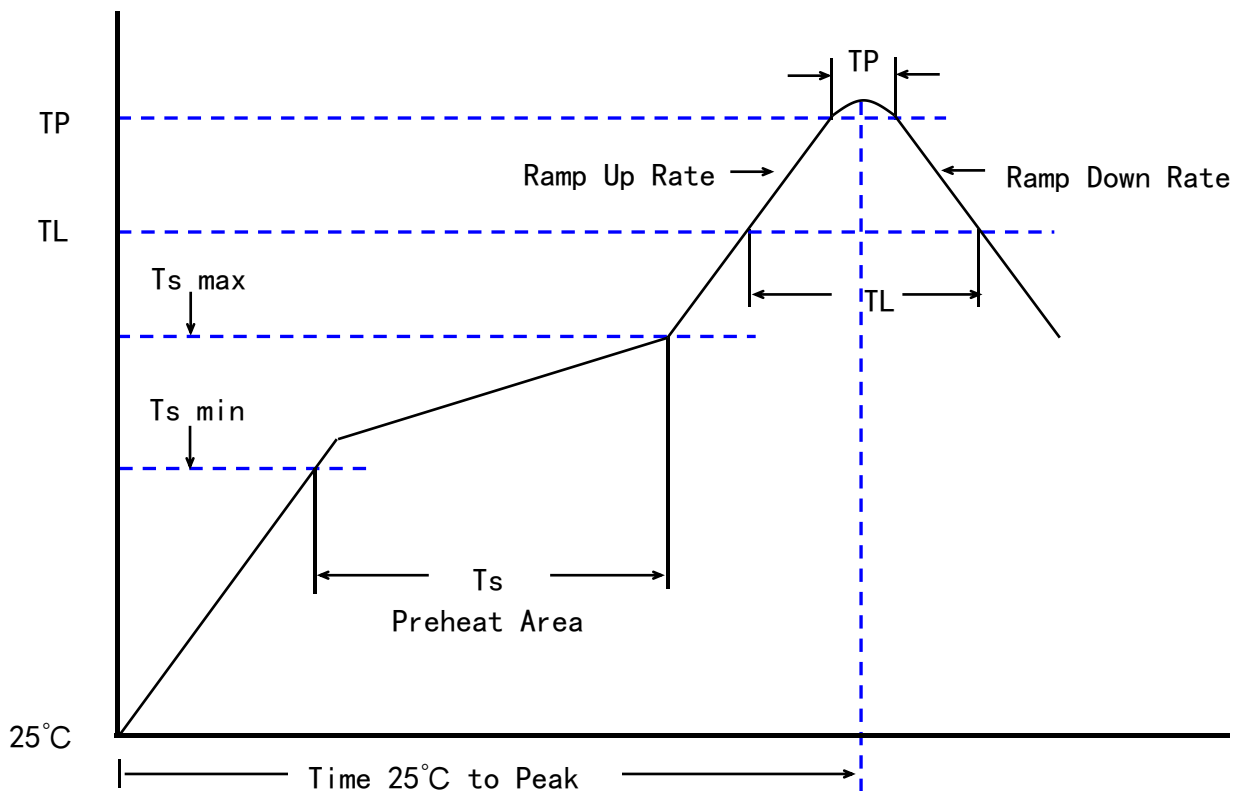 TP
TP
Ramp Up Rate
Ramp Down Rate
TL
Ts max
TL
Ts min
Ts
Preheat Area
25℃
Time 25℃ to Peak